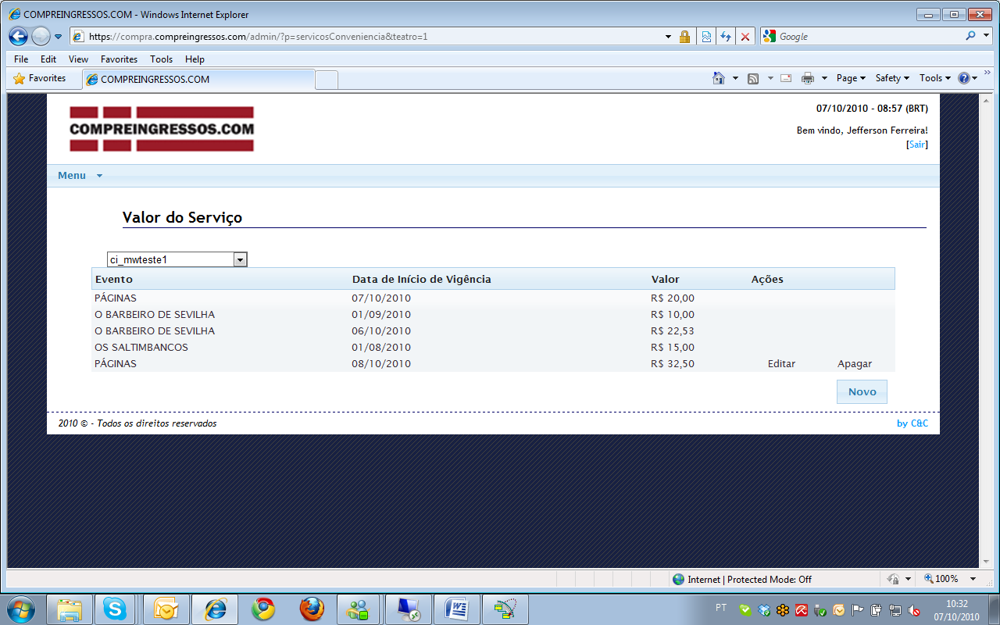 COMPREINGRESSOS.COM - Windows Internet Explorer
https://compra.compreingressos.com/admin/?p=servicosConveniencia&teatro=1
Google
File Edit View Favorites Tools Help
Favorites
COMPREINGRESSOS.COM
Page Safety Tools
COMPREINGRESSOS.COM
07/10/2010 - 08:57 (BRT)
Bem vindo, Jefferson Ferreira!
[Sair]
Menu
Valor do Serviço
ci_mwteste1
Evento Data de Início de Vigência Valor Ações
PÁGINAS 07/10/2010 R$ 20,00
O BARBEIRO DE SEVILHA 01/09/2010 R$ 10,00
O BARBEIRO DE SEVILHA 06/10/2010 R$ 22,53
OS SALTIMBANCOS 01/08/2010 R$ 15,00
PÁGINAS 08/10/2010 R$ 32,50 Editar Apagar
Novo
2010 © - Todos os direitos reservados
by C&C
Internet | Protected Mode: Off
100%
PT
10:32
07/10/2010